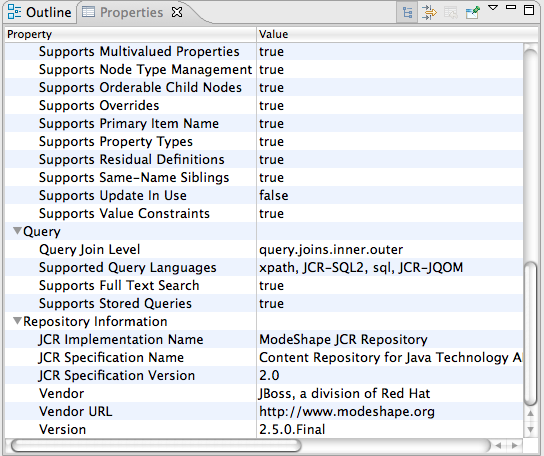 Outline Properties
Property Value
Supports Multivalued Properties true
Supports Node Type Management true
Supports Orderable Child Nodes true
Supports Overrides true
Supports Primary Item Name true
Supports Property Types true
Supports Residual Definitions true
Supports Same-Name Siblings true
Supports Update In Use false
Supports Value Constraints true
Query
Query Join Level query.joins.inner.outer
Supported Query Languages xpath, JCR-SQL2, sql, JCR-JQOM
Supports Full Text Search true
Supports Stored Queries true
Repository Information
JCR Implementation Name ModeShape JCR Repository
JCR Specification Name Content Repository for Java Technology A
JCR Specification Version 2.0
Vendor JBoss, a division of Red Hat
Vendor URL http://www.modeshape.org
Version 2.5.0.Final